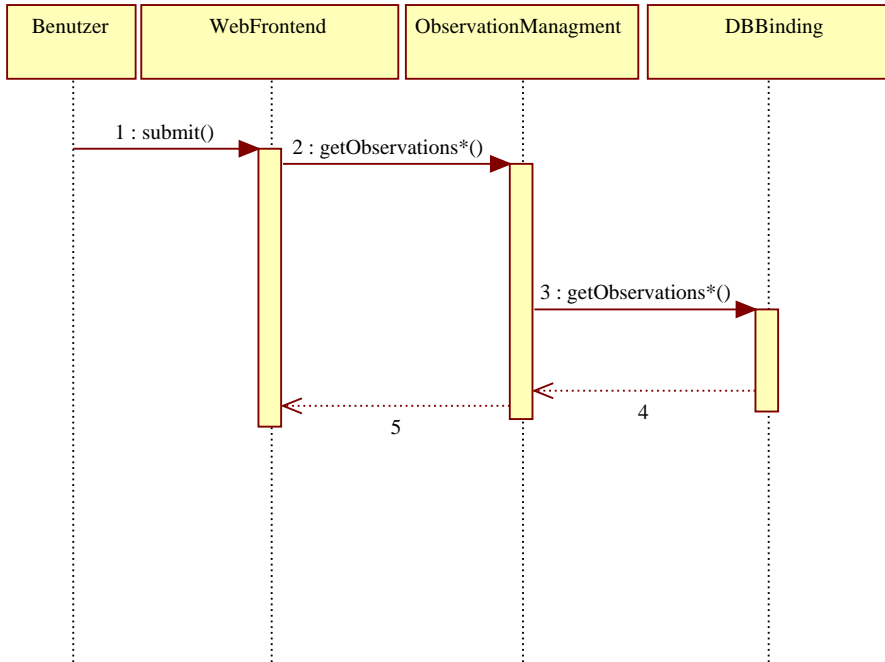 Benutzer
WebFrontend
ObservationManagment
DBBinding
1 : submit()
2 : getObservations*()
3 : getObservations*()
4
5